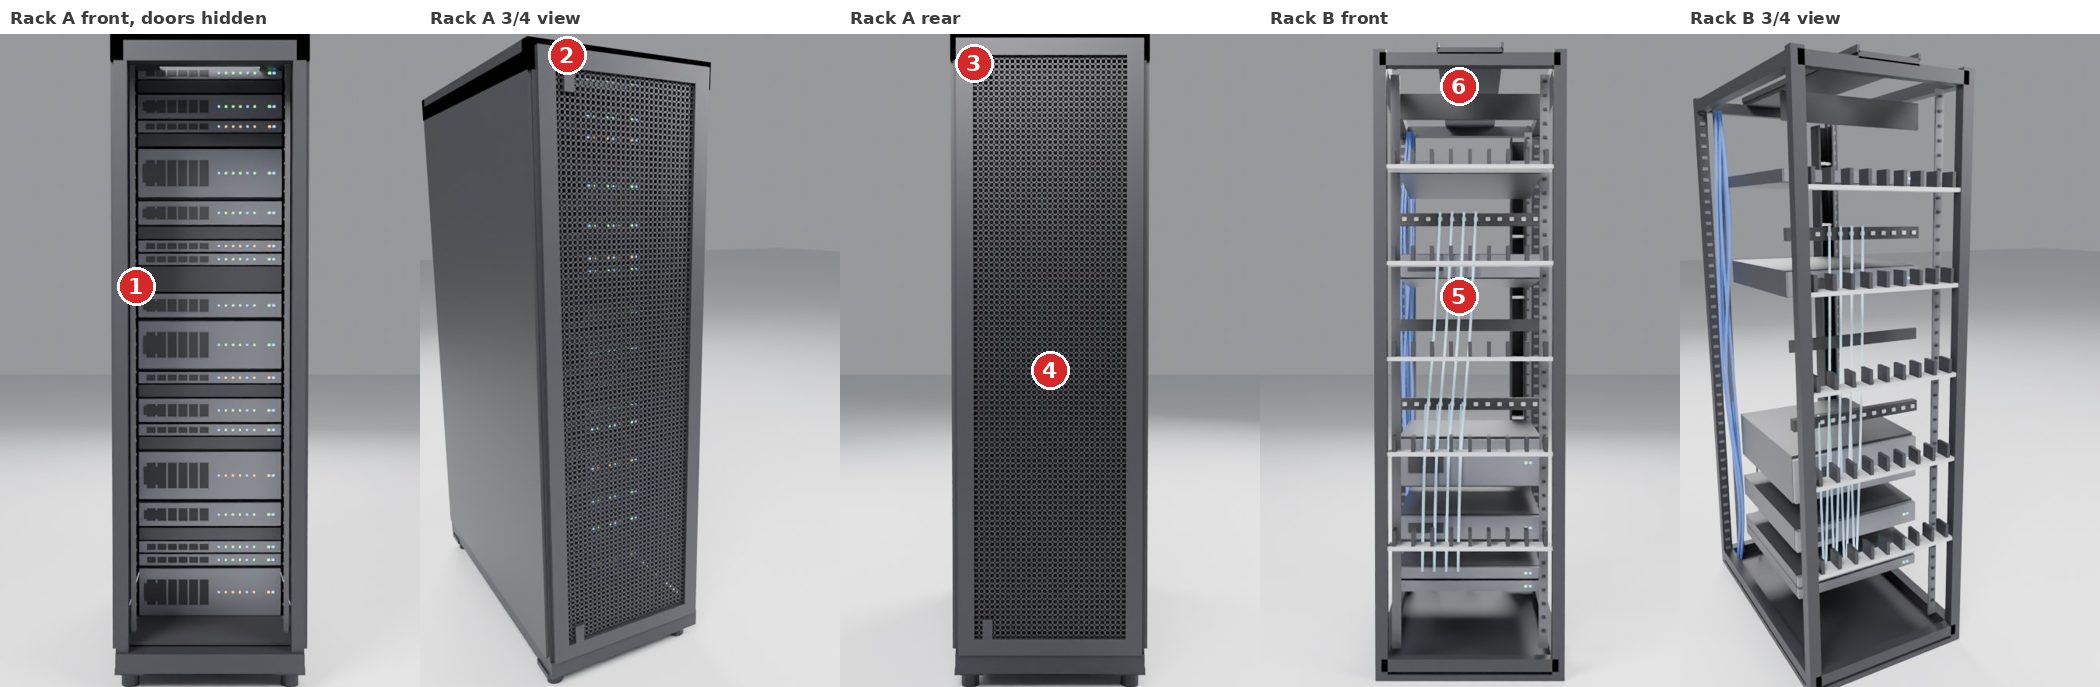 Rack A front, doors hidden
Rack A 3/4 view
Rack A rear
Rack B front
Rack B 3/4 view
2
3
6
1
5
4